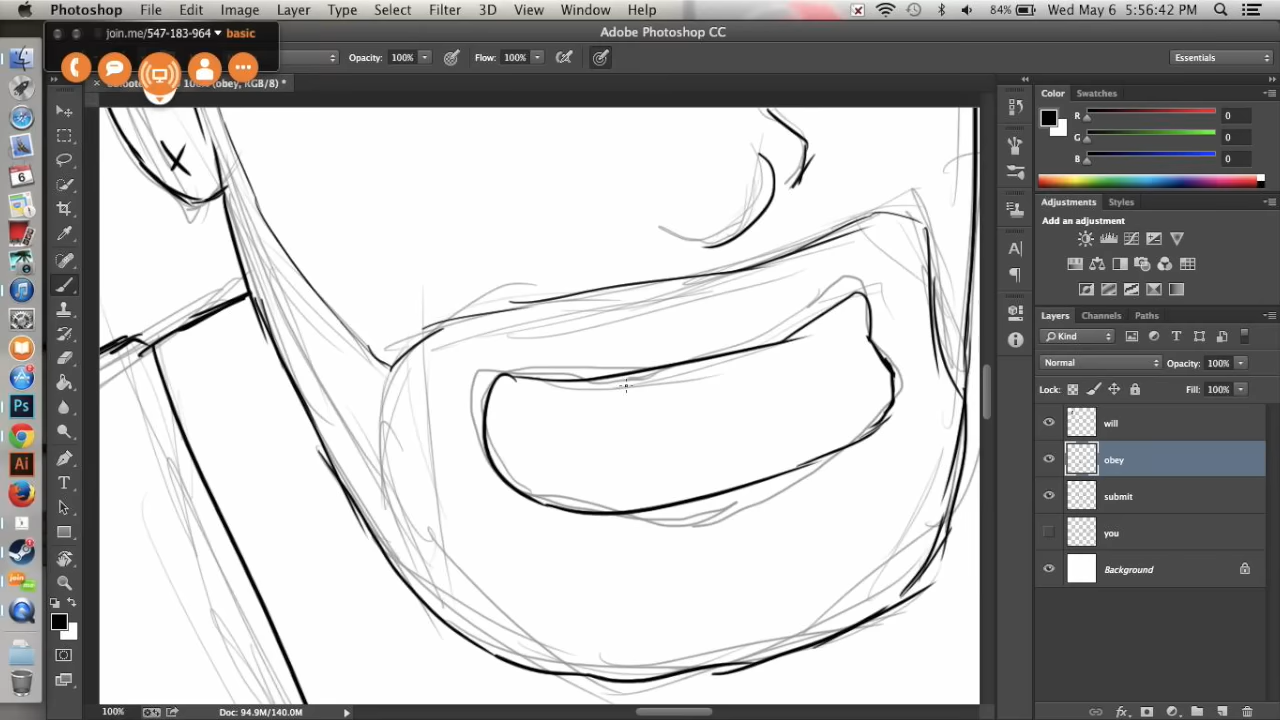 Photoshop File Edit Image Layer Type Select Filter 3D View Window Help 84% Wed May 6 5:56:42 PM
join.me/547-183-964 basic
Adobe Photoshop CC
Opacity: 100% Flow: 100% Essentials
100% (obey, RGB/8) *
Color Swatches
R 0
G 0
B 0
Adjustments Styles
Add an adjustment
Layers Channels Paths
Kind
Normal Opacity: 100%
Lock: Fill: 100%
will
obey
submit
you
Background
100% Doc: 94.9M/140.0M